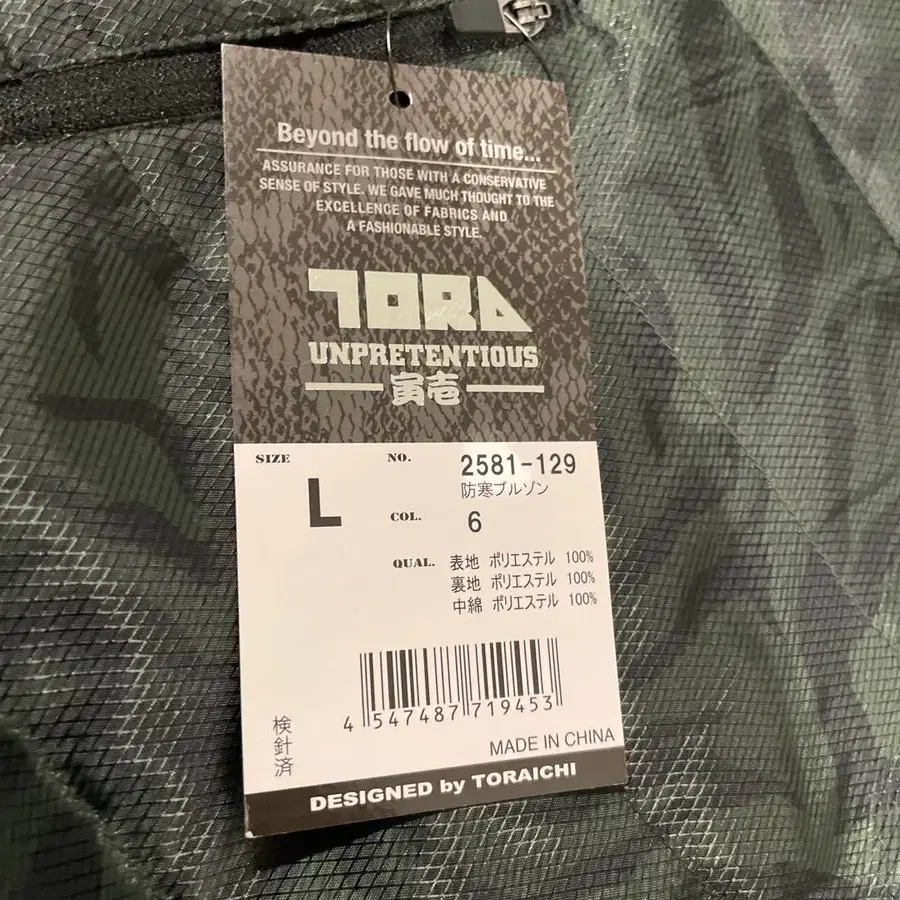 Beyond the flow of time...
ASSURANCE FOR THOSE WITH A CONSERVATIVE
SENSE OF STYLE, WE GAVE MUCH THOUGHT TO THE
EXCELLENCE OF FABRICS AND
A FASHIONABLE STYLE.
TORA
UNPRETENTIOUS
寅壱
SIZE NO. 2581-129
防寒ブルゾン
L COL. 6
QUAL. 表地 ポリエステル 100%
裏地 ポリエステル 100%
中綿 ポリエステル 100%
4 547487 719453
検針済
MADE IN CHINA
DESIGNED by TORAICHI